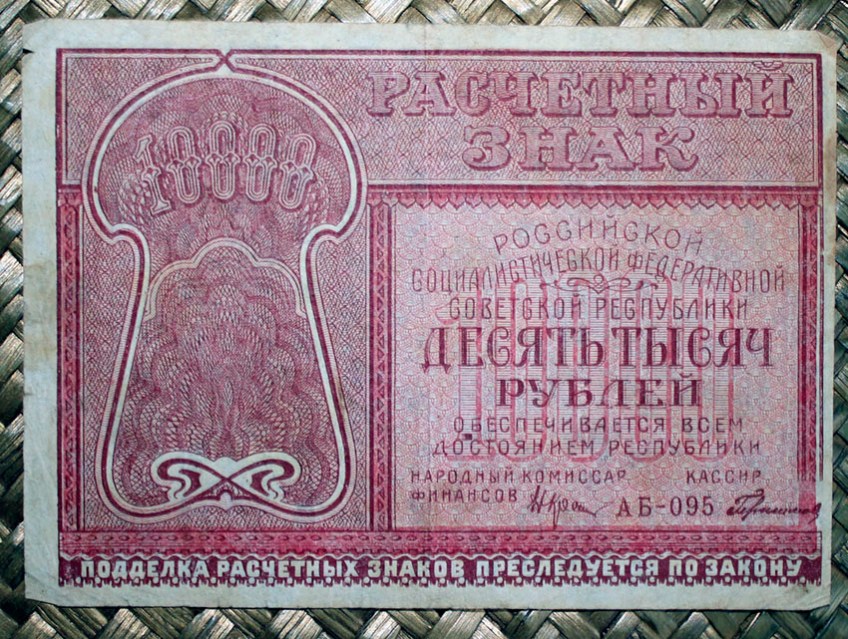 10000
РАСЧЕТНЫЙ
ЗНАК
РОССИЙСКОЙ
СОЦИАЛИСТИЧЕСКОЙ ФЕДЕРАТИВНОЙ
СОВЕТСКОЙ РЕСПУБЛИКИ
ДЕСЯТЬ ТЫСЯЧ
РУБЛЕЙ
ОБЕСПЕЧИВАЕТСЯ ВСЕМ
ДОСТОЯНИЕМ РЕСПУБЛИКИ
НАРОДНЫЙ КОМИССАР
ФИНАНСОВ
КАССИР
АБ-095
ПОДДЕЛКА РАСЧЕТНЫХ ЗНАКОВ ПРЕСЛЕДУЕТСЯ ПО ЗАКОНУ